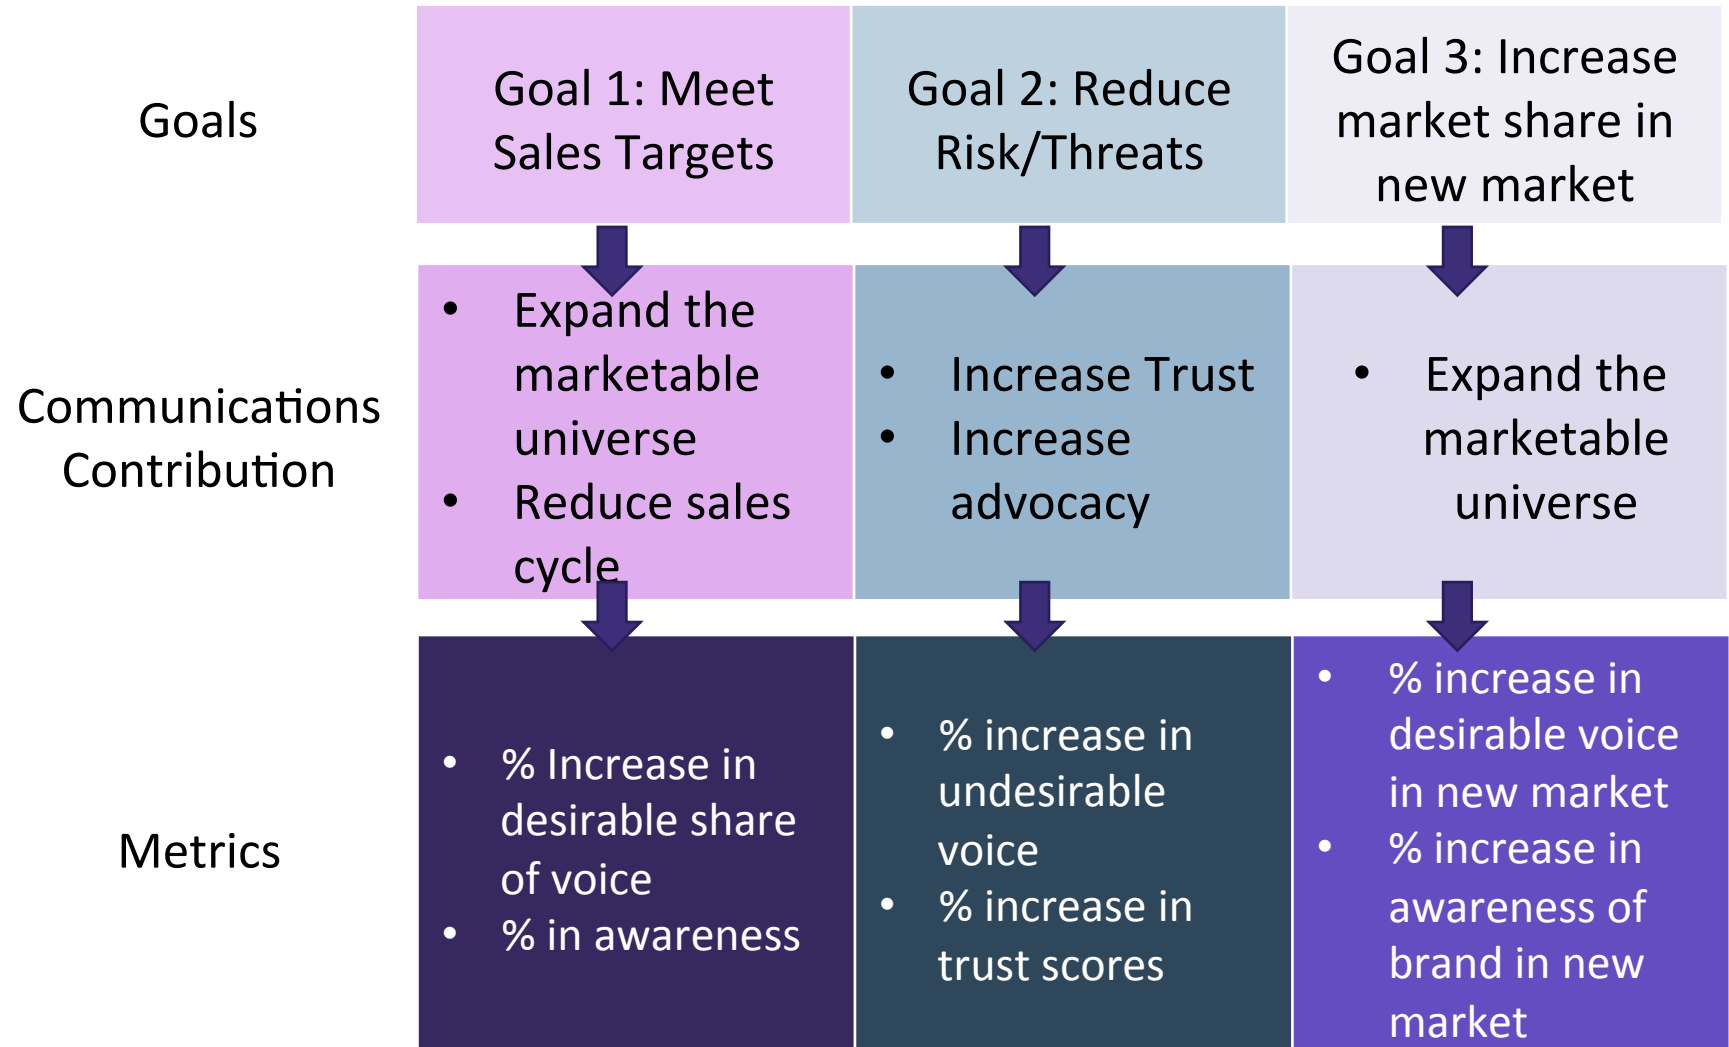 Goals
Goal 1: Meet
Sales Targets
Goal 2: Reduce
Risk/Threats
Goal 3: Increase
market share in
new market
Communications
Contribution
• Expand the
marketable
universe
• Reduce sales
cycle
• Increase Trust
• Increase
advocacy
• Expand the
marketable
universe
Metrics
• % Increase in
desirable share
of voice
• % in awareness
• % increase in
undesirable
voice
• % increase in
trust scores
• % increase in
desirable voice
in new market
• % increase in
awareness of
brand in new
market